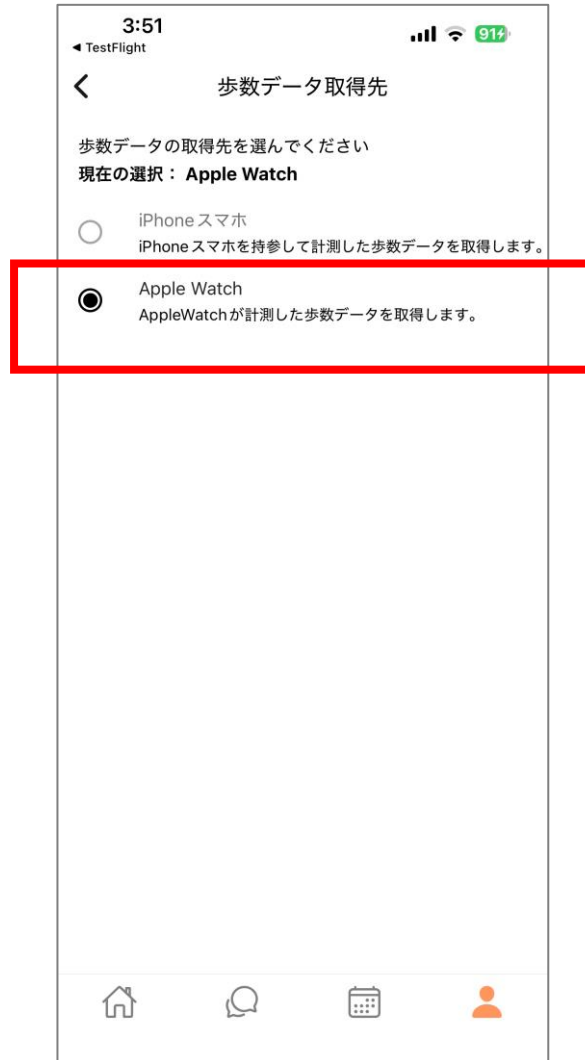 3:51
91
◀ TestFlight
歩数データ取得先
歩数データの取得先を選んでください
現在の選択： Apple Watch
iPhoneスマホ
iPhoneスマホを持参して計測した歩数データを取得します。
Apple Watch
AppleWatchが計測した歩数データを取得します。